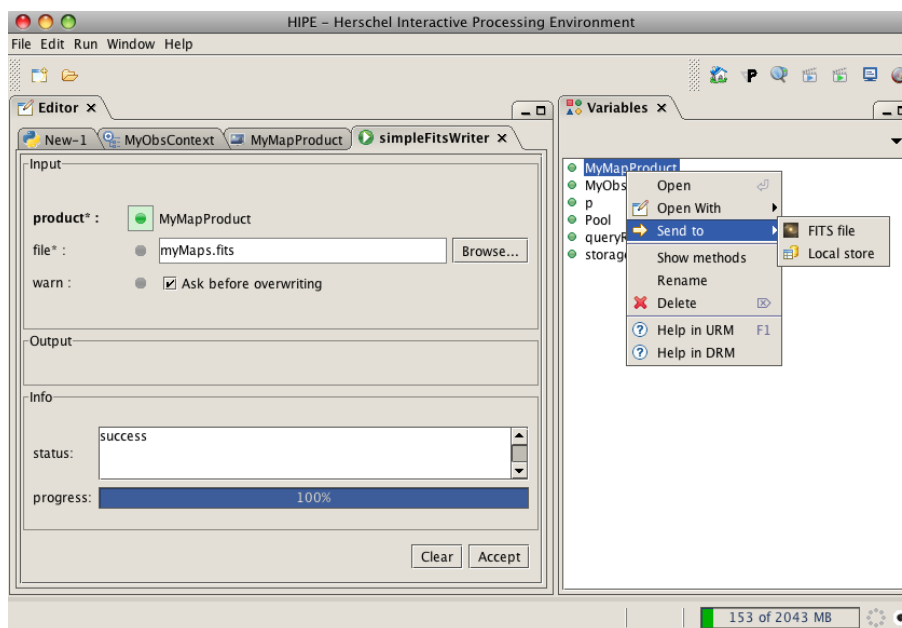 HIPE – Herschel Interactive Processing Environment
File Edit Run Window Help
Editor
New-1 MyObsContext MyMapProduct simpleFitsWriter
Input
product* : MyMapProduct
file* : myMaps.fits Browse...
warn : Ask before overwriting
Output
Info
status: success
progress: 100%
Clear Accept
Variables
MyMapProduct
MyObs
p
Pool
queryR
storag
Open
Open With
Send to
Show methods
Rename
Delete
Help in URM F1
Help in DRM
FITS file
Local store
153 of 2043 MB